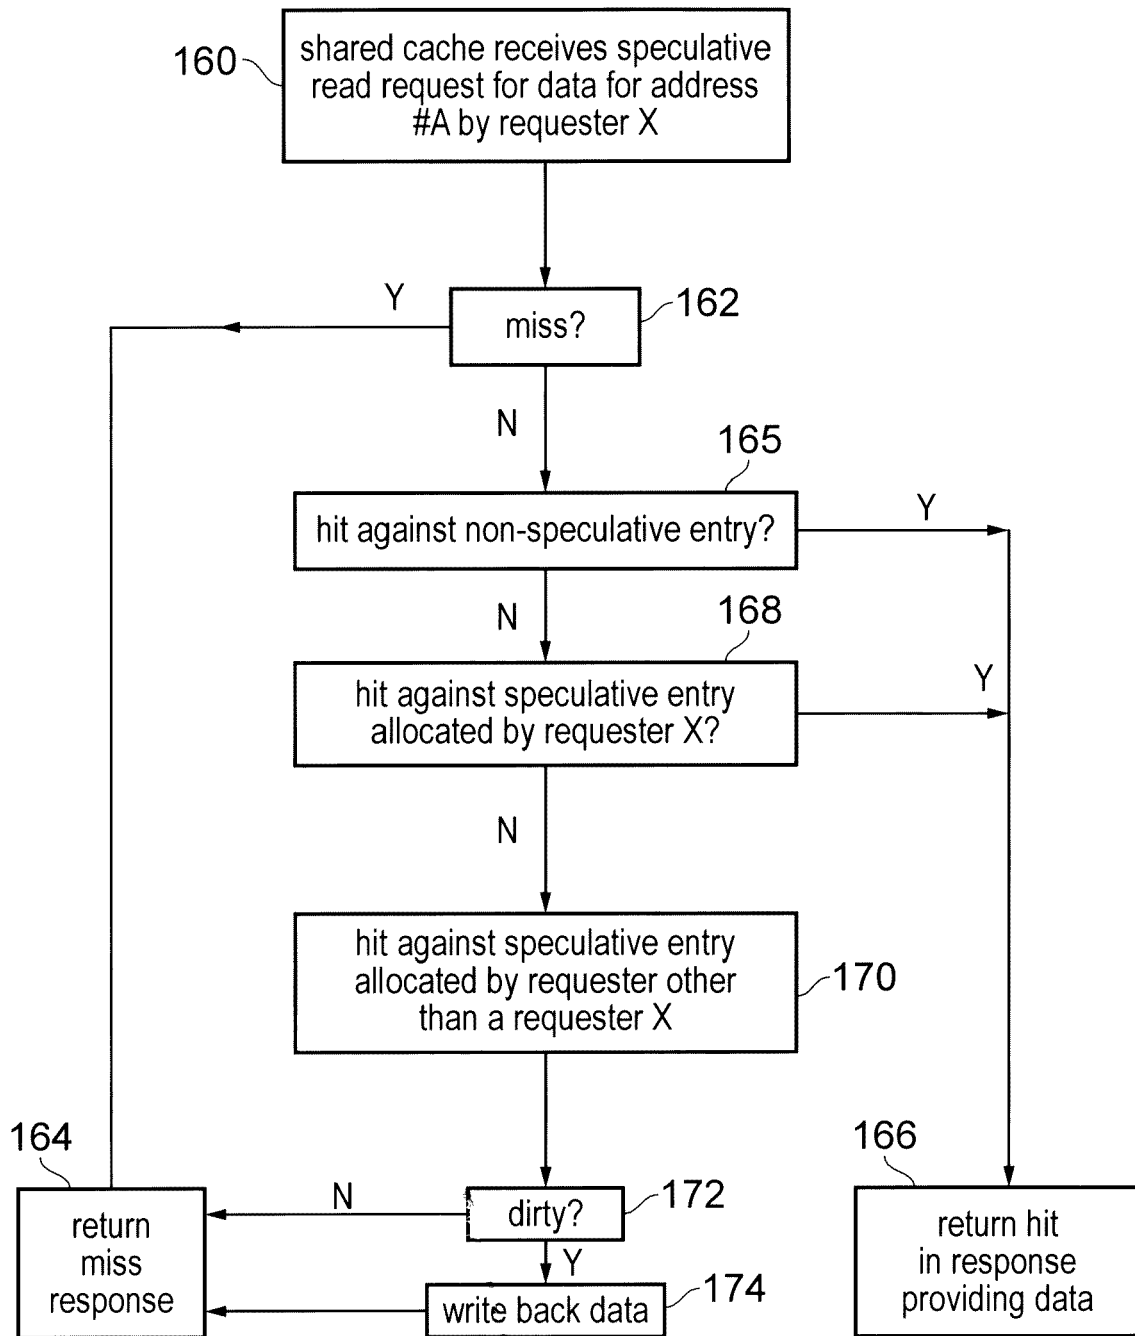 160
shared cache receives speculative
read request for data for address
#A by requester X
Y
miss?
162
N
165
hit against non-speculative entry?
Y
N
168
hit against speculative entry
allocated by requester X?
Y
N
hit against speculative entry
allocated by requester other
than a requester X
170
164
return
miss
response
N
dirty?
172
Y
write back data
174
166
return hit
in response
providing data